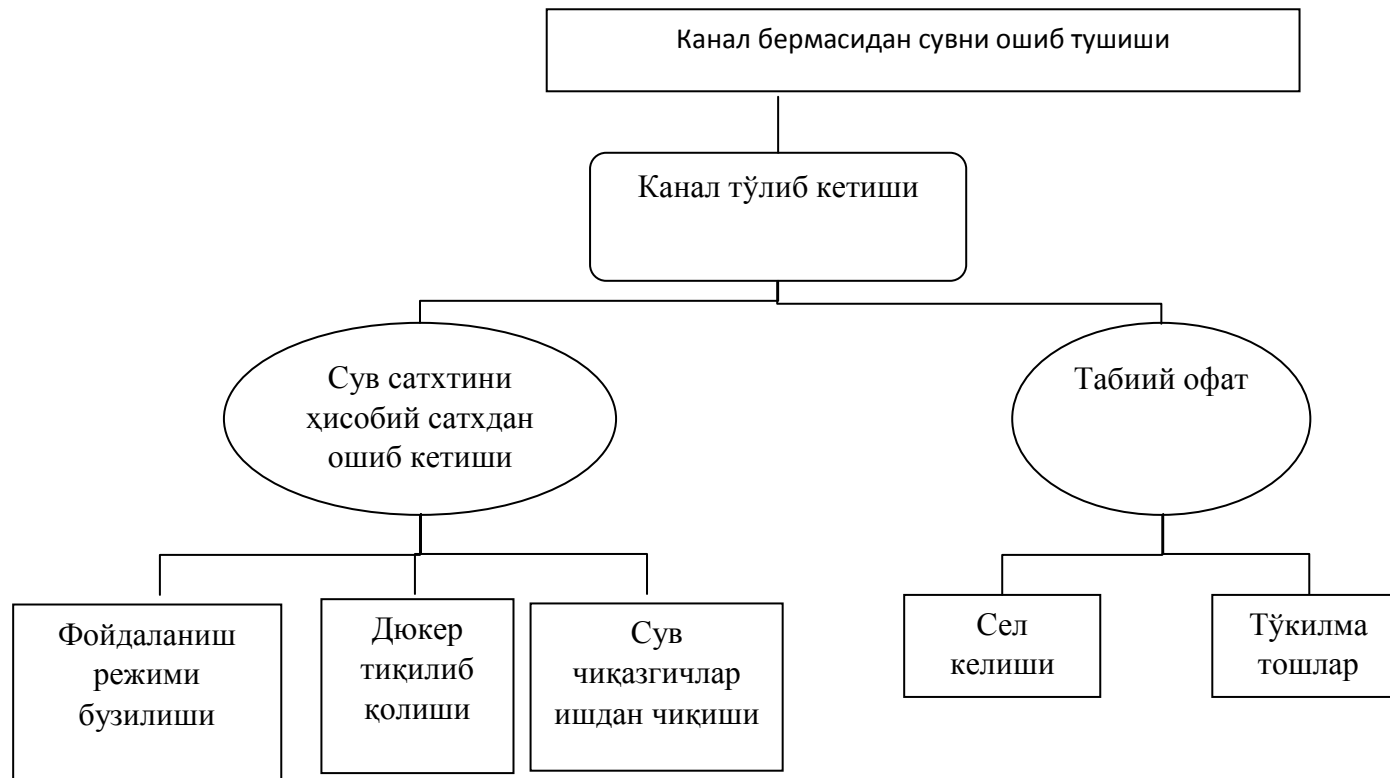 Канал бермасидан сувни ошиб тушиши
Канал тўлиб кетиши
Сув сатхтини
ҳисобий сатхдан
ошиб кетиши
Табиий офат
Фойдаланиш
режими
бузилиши
Дюкер
тиқилиб
қолиши
Сув
чиқазгичлар
ишдан чиқиши
Сел
келиши
Тўкилма
тошлар